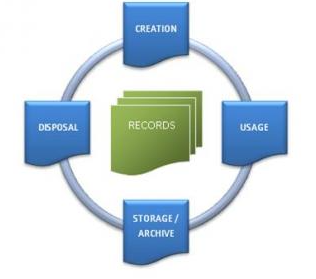 CREATION
DISPOSAL
RECORDS
USAGE
STORAGE /
ARCHIVE